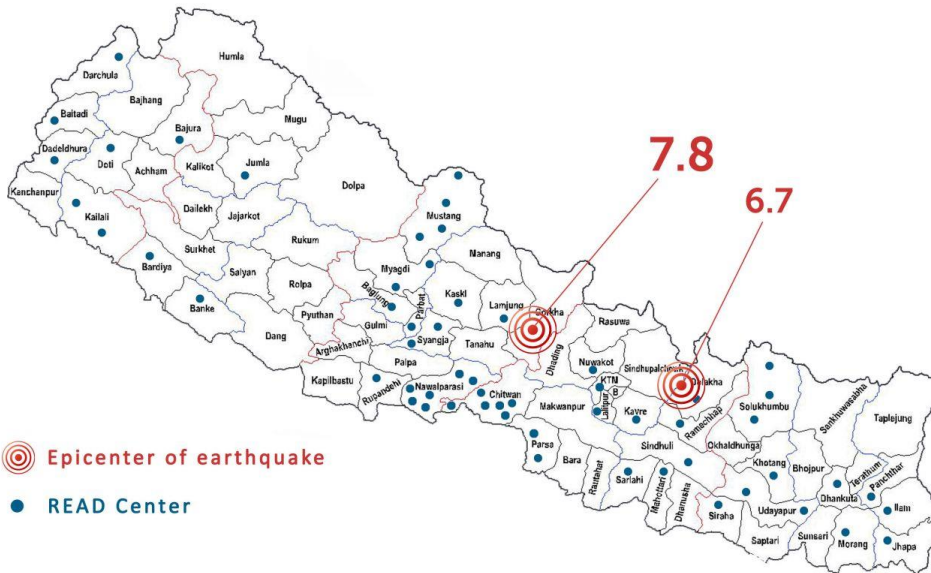 Humla
Darchula
Bajhang
Mugu
Baitadi
Bajura
Dadeldhura
Doti
Jumla
Kalikot
Achham
Kanchanpur
Dolpa
7.8
6.7
Dailekh
Jajarkot
Kailali
Mustang
Rukum
Surkhet
Manang
Bardiya
Salyan
Myagdi
Rolpa
Baglung
Parbat
Kaski
Lamjung
Gorkha
Banke
Pyuthan
Rasuwa
Dang
Gulmi
Syangja
Tanahu
Dhading
Arghakhanchi
Nuwakot
Sindhupalchowk
Dolakha
Palpa
Kapilbastu
Rupandehi
Nawalparasi
Chitwan
KTM
B
Lalitpur
Makwanpur
Kavre
Ramechhap
Solukhumbu
Sankhuwasabha
Taplejung
Parsa
Bara
Rautahat
Sindhuli
Okhaldhunga
Khotang
Bhojpur
Terathum
Panchthar
Epicenter of earthquake
Sarlahi
Mahottari
Dhanusha
Siraha
Udayapur
Dhankuta
Ilam
READ Center
Saptari
Sunsari
Morang
Jhapa